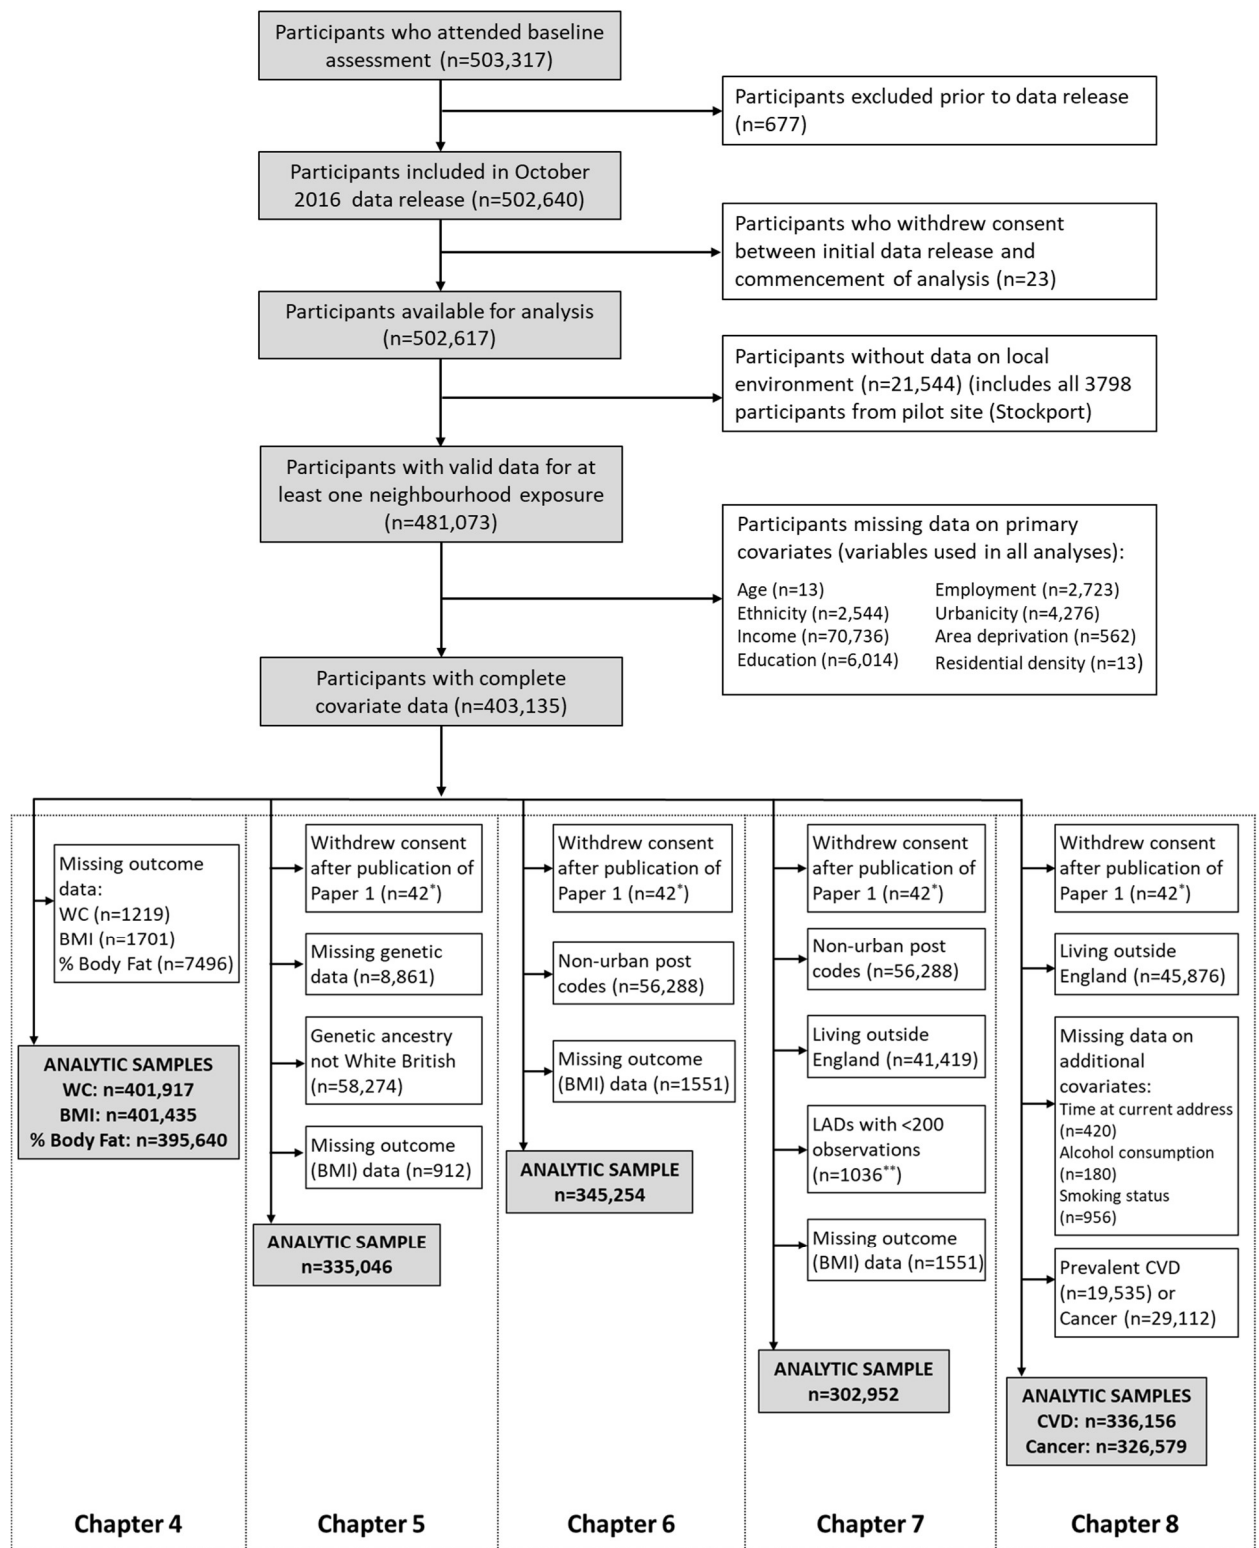 Participants who attended baseline
assessment (n=503,317)
Participants excluded prior to data release
(n=677)
Participants included in October
2016 data release (n=502,640)
Participants who withdrew consent
between initial data release and
commencement of analysis (n=23)
Participants available for analysis
(n=502,617)
Participants without data on local
environment (n=21,544) (includes all 3798
participants from pilot site (Stockport)
Participants with valid data for at
least one neighbourhood exposure
(n=481,073)
Participants missing data on primary
covariates (variables used in all analyses):
Age (n=13)
Ethnicity (n=2,544)
Income (n=70,736)
Education (n=6,014)
Employment (n=2,723)
Urbanicity (n=4,276)
Area deprivation (n=562)
Residential density (n=13)
Participants with complete
covariate data (n=403,135)
Missing outcome
data:
WC (n=1219)
BMI (n=1701)
% Body Fat (n=7496)
ANALYTIC SAMPLES
WC: n=401,917
BMI: n=401,435
% Body Fat: n=395,640
Chapter 4
Withdrew consent
after publication of
Paper 1 (n=42*)
Missing genetic
data (n=8,861)
Genetic ancestry
not White British
(n=58,274)
Missing outcome
(BMI) data (n=912)
ANALYTIC SAMPLE
n=335,046
Chapter 5
Withdrew consent
after publication of
Paper 1 (n=42*)
Non-urban post
codes (n=56,288)
Missing outcome
(BMI) data (n=1551)
ANALYTIC SAMPLE
n=345,254
Chapter 6
Withdrew consent
after publication of
Paper 1 (n=42*)
Non-urban post
codes (n=56,288)
Living outside
England (n=41,419)
LADs with <200
observations
(n=1036**)
Missing outcome
(BMI) data (n=1551)
ANALYTIC SAMPLE
n=302,952
Chapter 7
Withdrew consent
after publication of
Paper 1 (n=42*)
Living outside
England (n=45,876)
Missing data on
additional
covariates:
Time at current address
(n=420)
Alcohol consumption
(n=180)
Smoking status
(n=956)
Prevalent CVD
(n=19,535) or
Cancer (n=29,112)
ANALYTIC SAMPLES
CVD: n=336,156
Cancer: n=326,579
Chapter 8